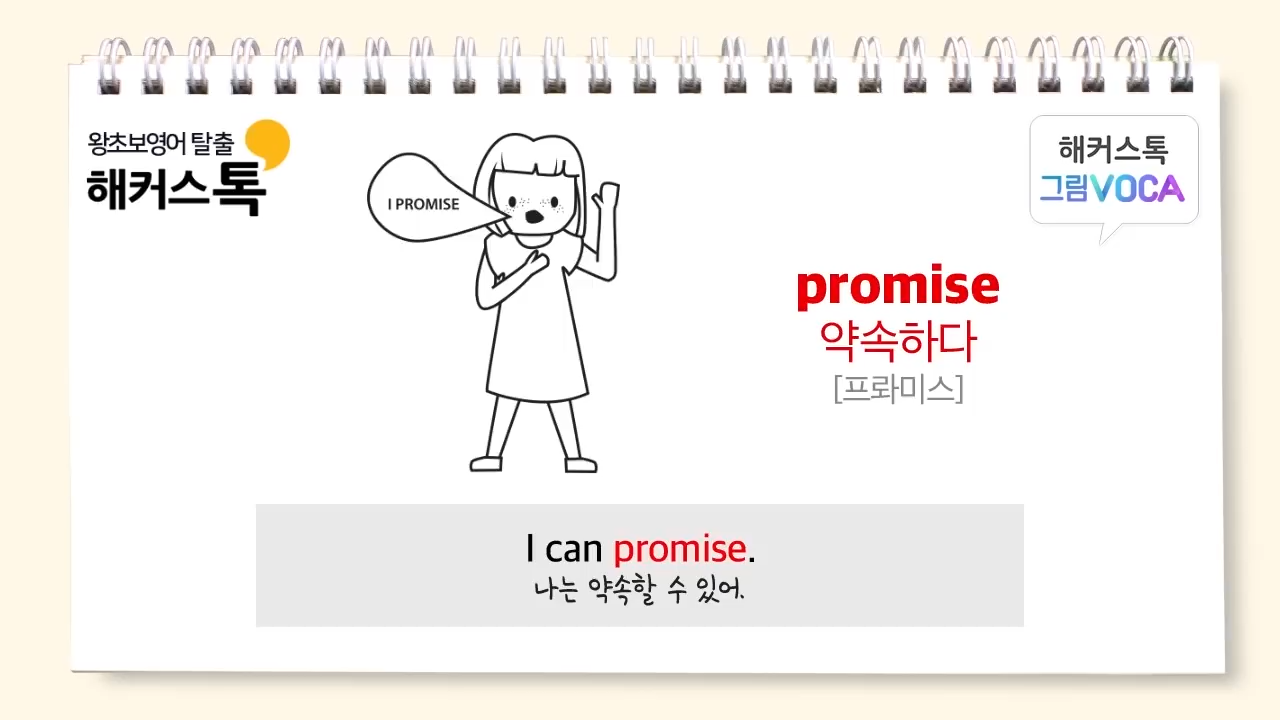 왕초보영어 탈출
해커스톡
해커스톡
그림VOCA
I PROMISE
promise
약속하다
[프롸미스]
I can promise.
나는 약속할 수 있어.